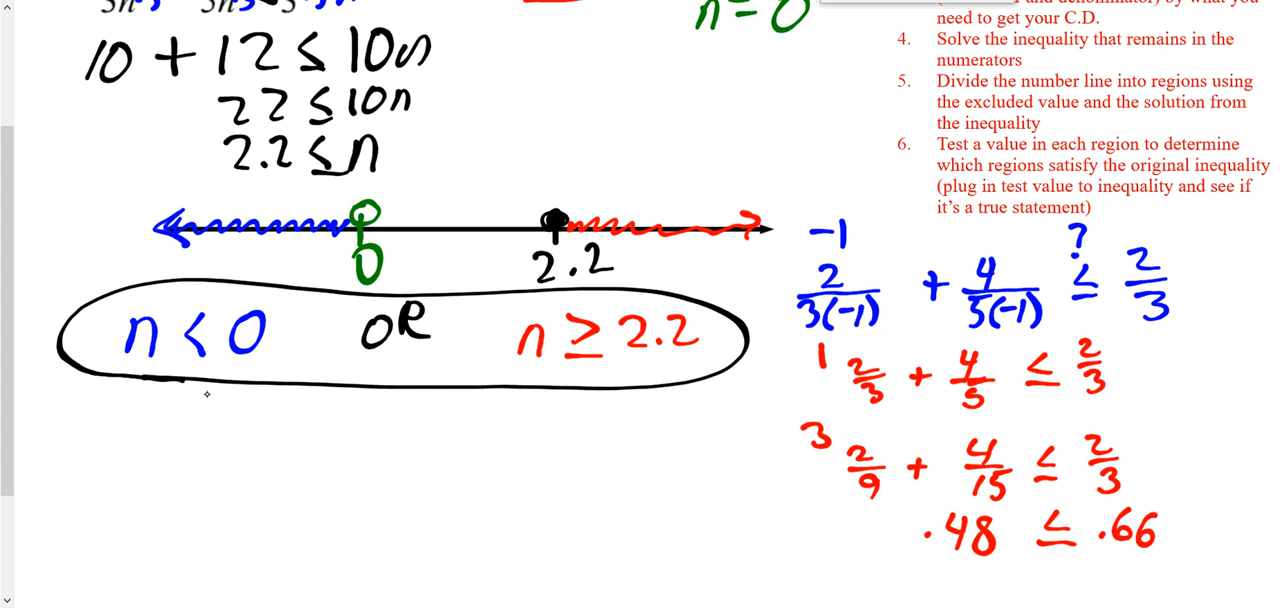 n = 0
and denominator) by what you
need to get your C.D.
4. Solve the inequality that remains in the
numerators
5. Divide the number line into regions using
the excluded value and the solution from
the inequality
6. Test a value in each region to determine
which regions satisfy the original inequality
(plug in test value to inequality and see if
it's a true statement)
10 + 12 ≤ 10n
22 ≤ 10n
2.2 ≤ n
0 2.2
n < 0 OR n ≥ 2.2
-1 ?
2/3(-1) + 4/5(-1) ≤ 2/3
1 2/3 + 4/5 ≤ 2/3
3 2/9 + 4/15 ≤ 2/3
.48 ≤ .66